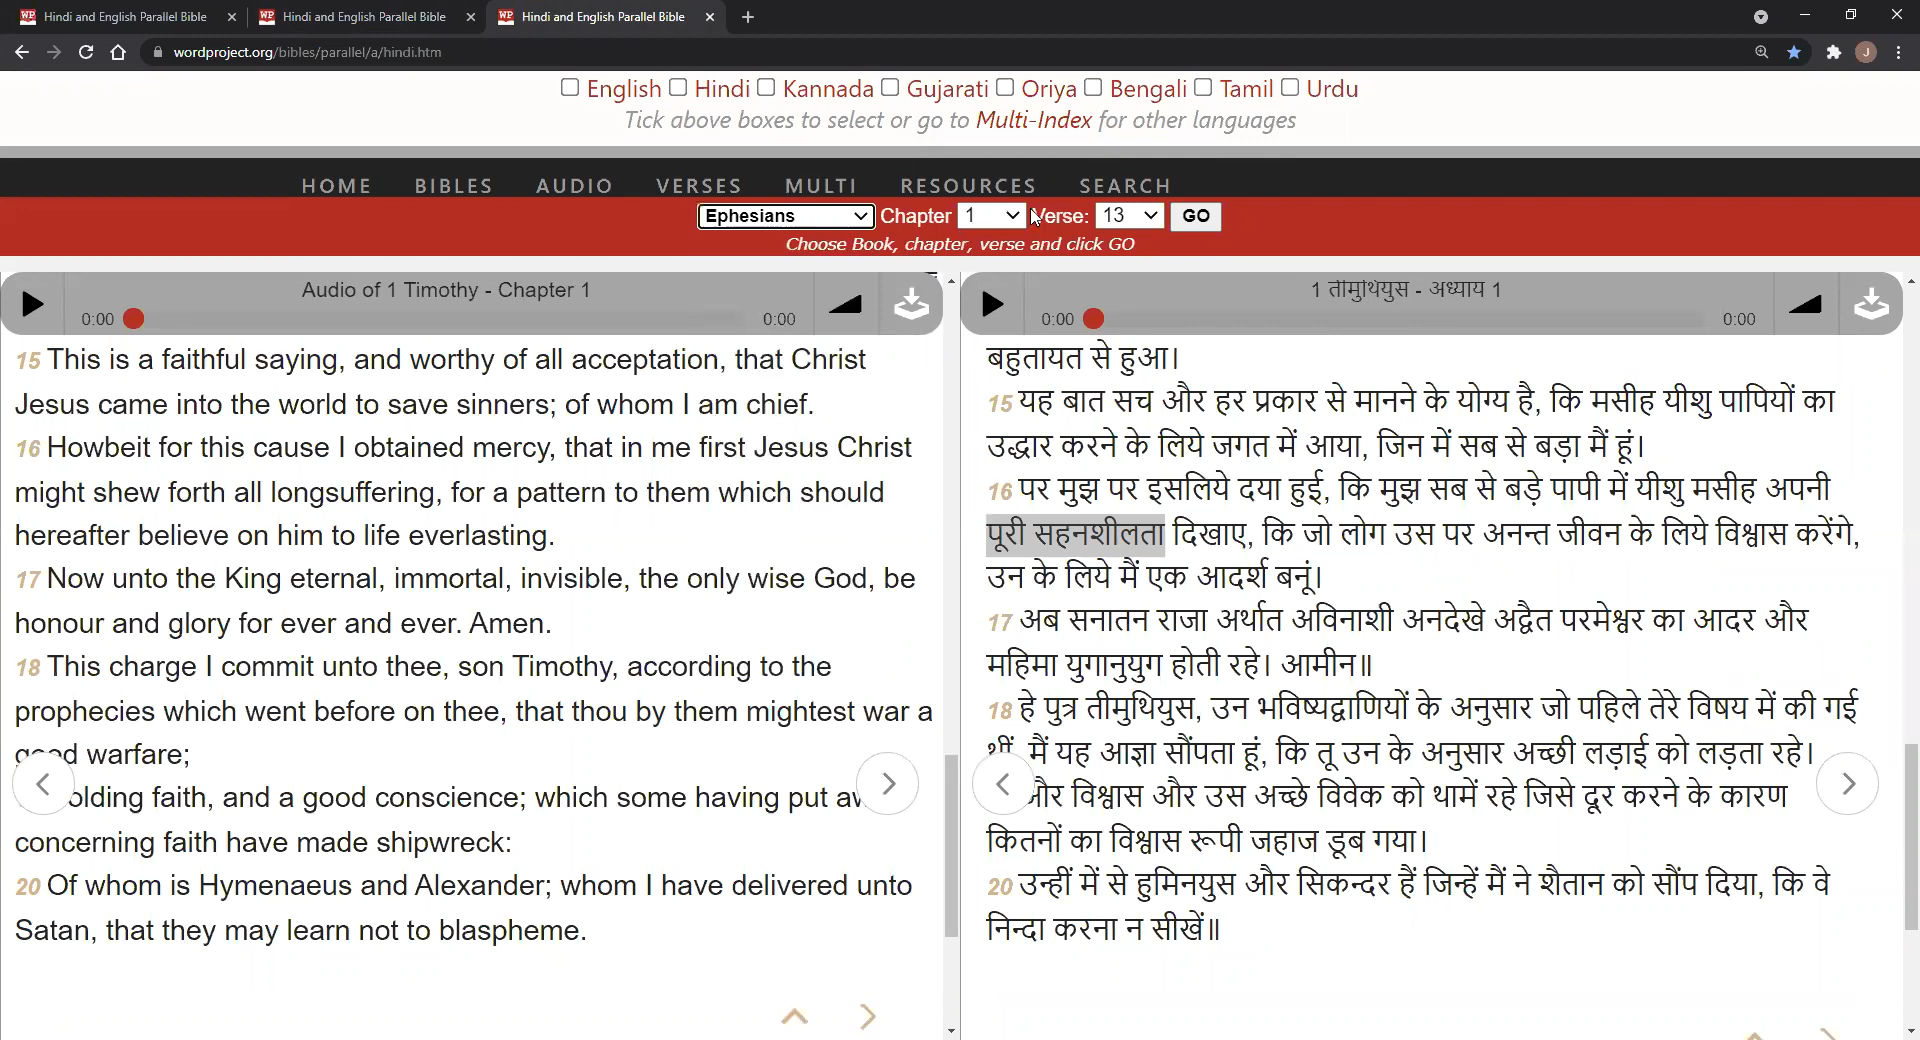 Hindi and English Parallel Bible
Hindi and English Parallel Bible
Hindi and English Parallel Bible
wordproject.org/bibles/parallel/a/hindi.htm
J
English Hindi Kannada Gujarati Oriya Bengali Tamil Urdu
Tick above boxes to select or go to Multi-Index for other languages
HOME BIBLES AUDIO VERSES MULTI RESOURCES SEARCH
Ephesians Chapter 1 Verse: 13 GO
Choose Book, chapter, verse and click GO
Audio of 1 Timothy - Chapter 1
0:00 0:00
15 This is a faithful saying, and worthy of all acceptation, that Christ
Jesus came into the world to save sinners; of whom I am chief.
16 Howbeit for this cause I obtained mercy, that in me first Jesus Christ
might shew forth all longsuffering, for a pattern to them which should
hereafter believe on him to life everlasting.
17 Now unto the King eternal, immortal, invisible, the only wise God, be
honour and glory for ever and ever. Amen.
18 This charge I commit unto thee, son Timothy, according to the
prophecies which went before on thee, that thou by them mightest war a
good warfare;
olding faith, and a good conscience; which some having put aw
concerning faith have made shipwreck:
20 Of whom is Hymenaeus and Alexander; whom I have delivered unto
Satan, that they may learn not to blaspheme.
1 तीमुथियुस - अध्याय 1
0:00 0:00
बहुतायत से हुआ।
15 यह बात सच और हर प्रकार से मानने के योग्य है, कि मसीह यीशु पापियों का
उद्धार करने के लिये जगत में आया, जिन में सब से बड़ा मैं हूं।
16 पर मुझ पर इसलिये दया हुई, कि मुझ सब से बड़े पापी में यीशु मसीह अपनी
पूरी सहनशीलता दिखाए, कि जो लोग उस पर अनन्त जीवन के लिये विश्वास करेंगे,
उन के लिये मैं एक आदर्श बनूं।
17 अब सनातन राजा अर्थात अविनाशी अनदेखे अद्वैत परमेश्वर का आदर और
महिमा युगानुयुग होती रहे। आमीन॥
18 हे पुत्र तीमुथियुस, उन भविष्यद्वाणियों के अनुसार जो पहिले तेरे विषय में की गई
थीं, मैं यह आज्ञा सौंपता हूं, कि तू उन के अनुसार अच्छी लड़ाई को लड़ता रहे।
और विश्वास और उस अच्छे विवेक को थामें रहे जिसे दूर करने के कारण
कितनों का विश्वास रूपी जहाज डूब गया।
20 उन्हीं में से हुमिनयुस और सिकन्दर हैं जिन्हें मैं ने शैतान को सौंप दिया, कि वे
निन्दा करना न सीखें॥